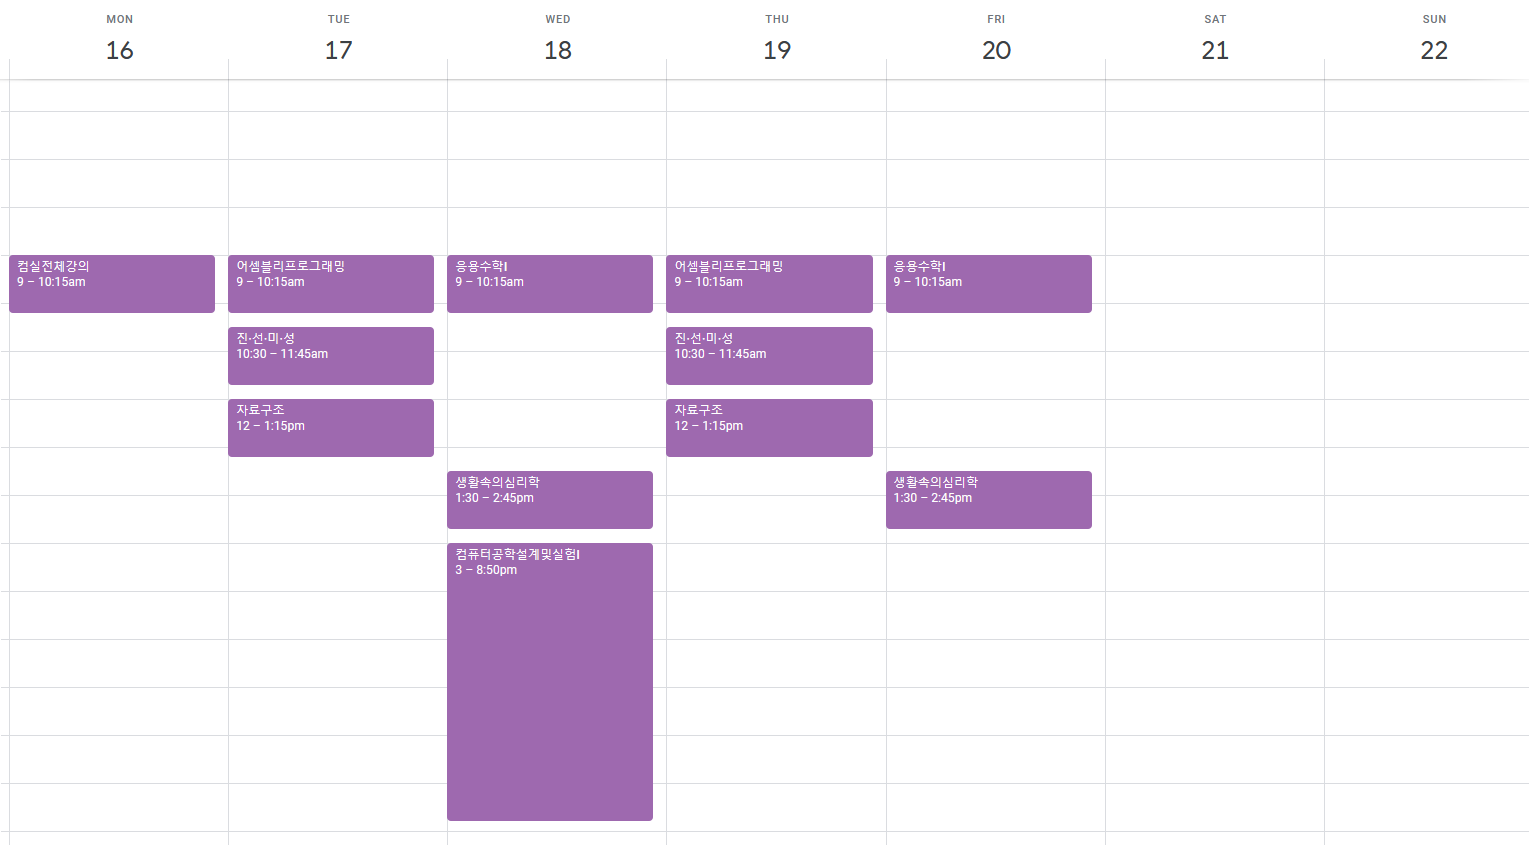 MON
16
TUE
17
WED
18
THU
19
FRI
20
SAT
21
SUN
22
컴실전체강의
9 – 10:15am
어셈블리프로그래밍
9 – 10:15am
진·선·미·성
10:30 – 11:45am
자료구조
12 – 1:15pm
응용수학I
9 – 10:15am
생활속의심리학
1:30 – 2:45pm
컴퓨터공학설계및실험I
3 – 8:50pm
어셈블리프로그래밍
9 – 10:15am
진·선·미·성
10:30 – 11:45am
자료구조
12 – 1:15pm
응용수학I
9 – 10:15am
생활속의심리학
1:30 – 2:45pm